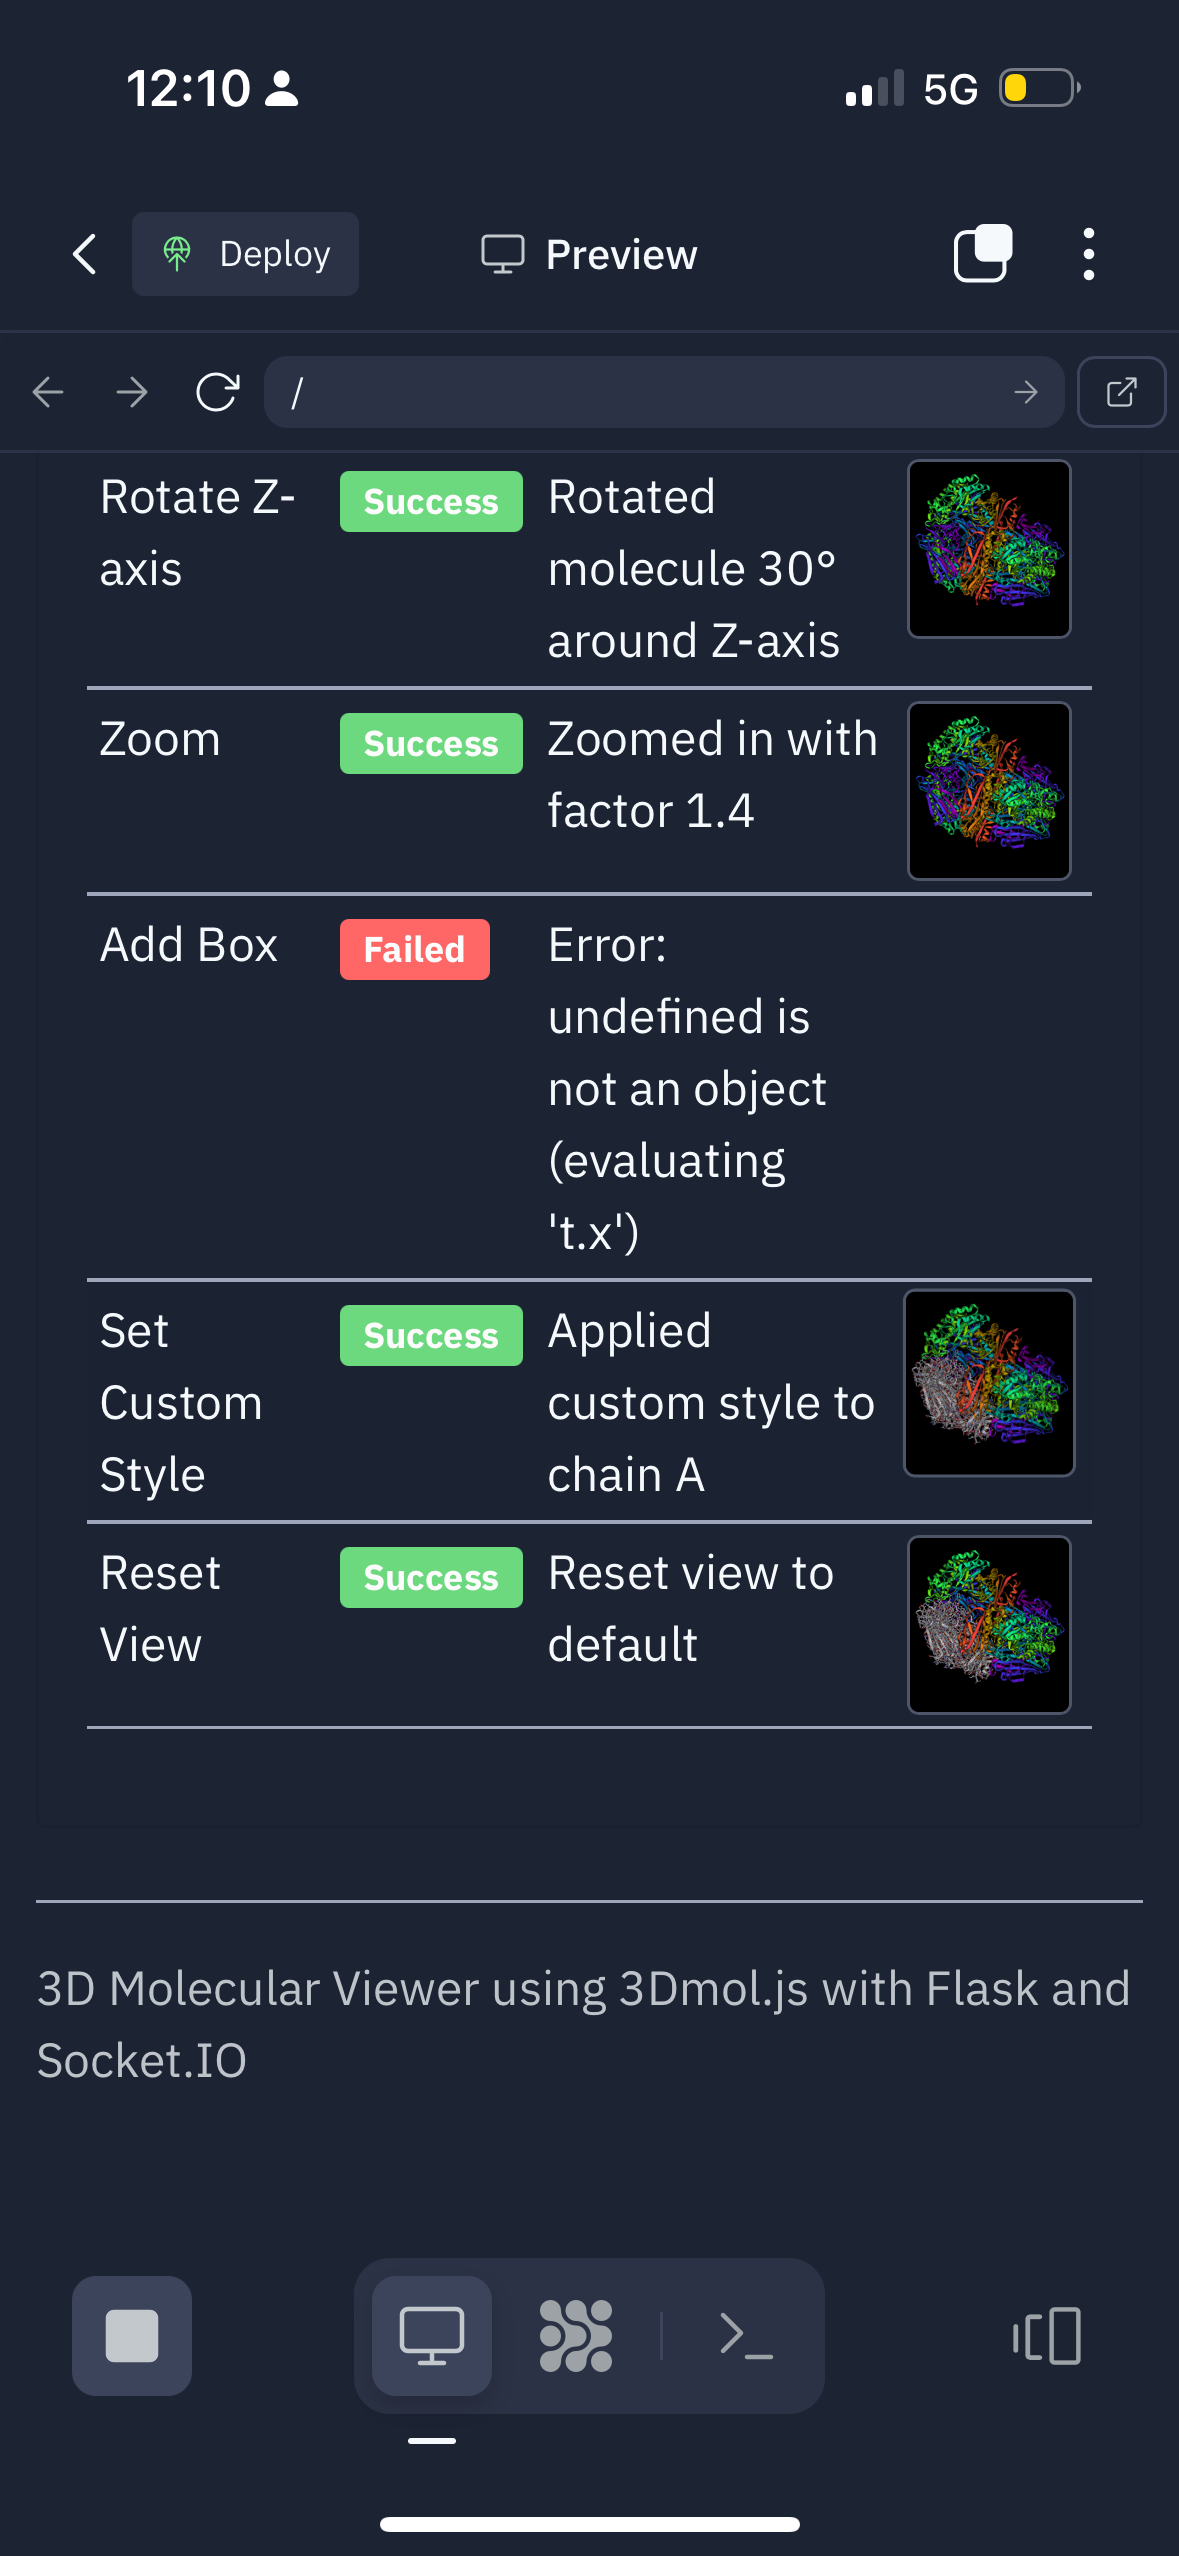 12:10
5G
Deploy
Preview
/
Rotate Z-
axis
Success
Rotated
molecule 30°
around Z-axis
Zoom
Success
Zoomed in with
factor 1.4
Add Box
Failed
Error:
undefined is
not an object
(evaluating
't.x')
Set
Custom
Style
Success
Applied
custom style to
chain A
Reset
View
Success
Reset view to
default
3D Molecular Viewer using 3Dmol.js with Flask and
Socket.IO